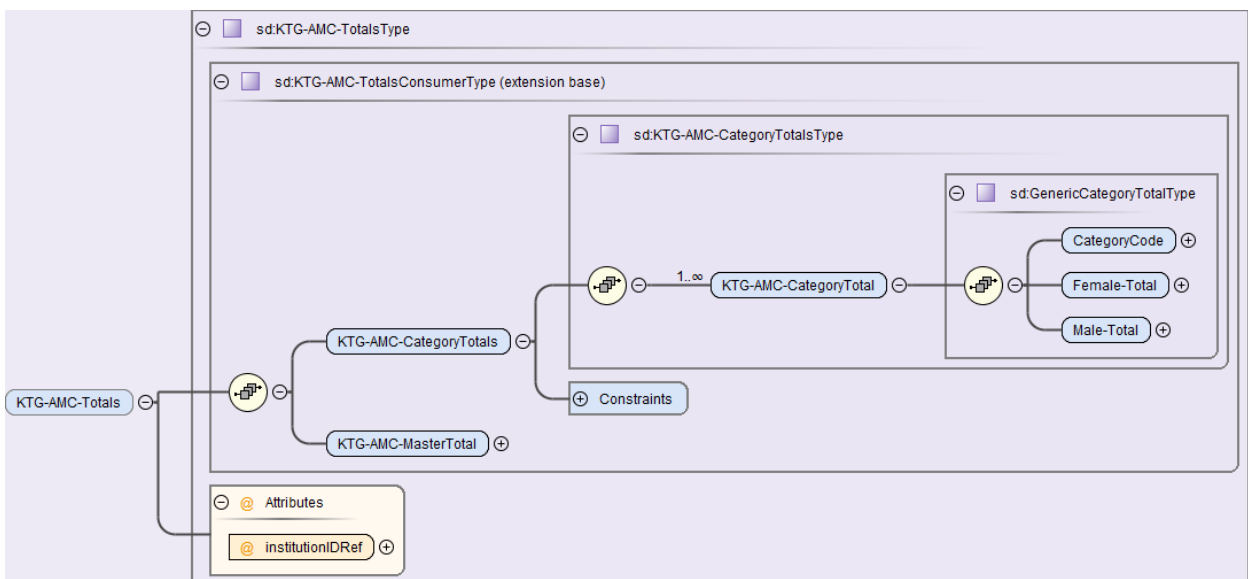 sd:KTG-AMC-TotalsType
sd:KTG-AMC-TotalsConsumerType (extension base)
sd:KTG-AMC-CategoryTotalsType
sd:GenericCategoryTotalType
CategoryCode
1..∞
KTG-AMC-CategoryTotal
Female-Total
Male-Total
KTG-AMC-CategoryTotals
Constraints
KTG-AMC-Totals
KTG-AMC-MasterTotal
@ Attributes
@ institutionIDRef